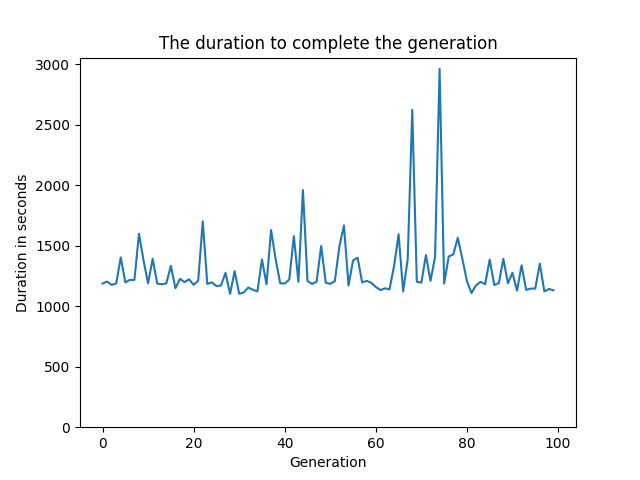 The duration to complete the generation
3000
2500
2000
1500
1000
500
0
Duration in seconds
0 20 40 60 80 100
Generation